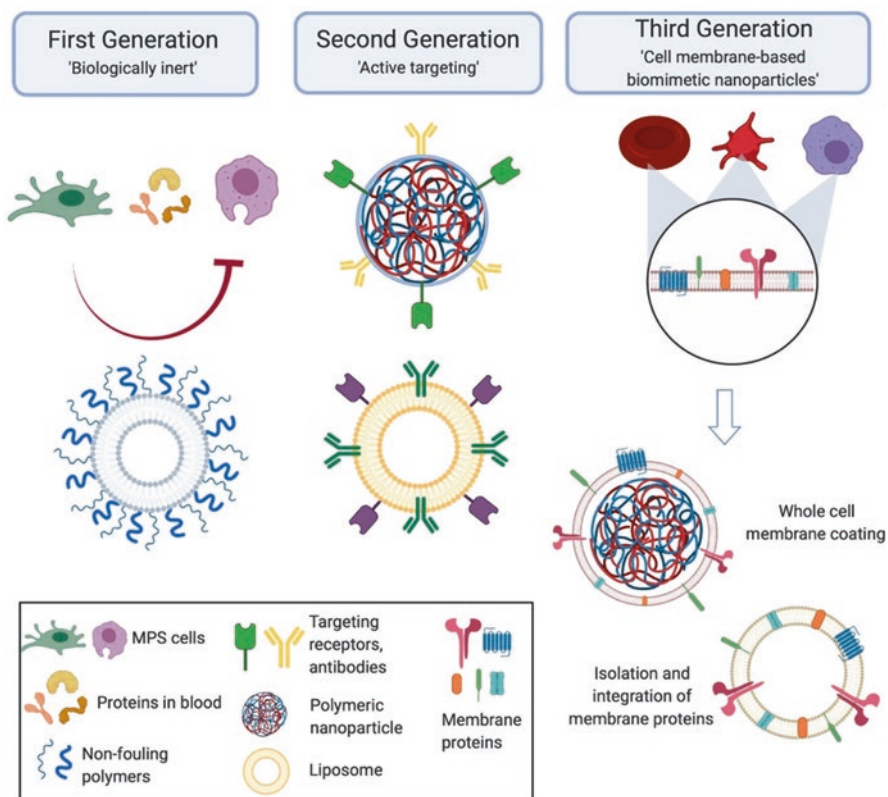 First Generation
'Biologically inert'
Second Generation
'Active targeting'
Third Generation
'Cell membrane-based
biomimetic nanoparticles'
Whole cell
membrane coating
Isolation and
integration of
membrane proteins
MPS cells
Proteins in blood
Non-fouling
polymers
Targeting
receptors,
antibodies
Polymeric
nanoparticle
Liposome
Membrane
proteins